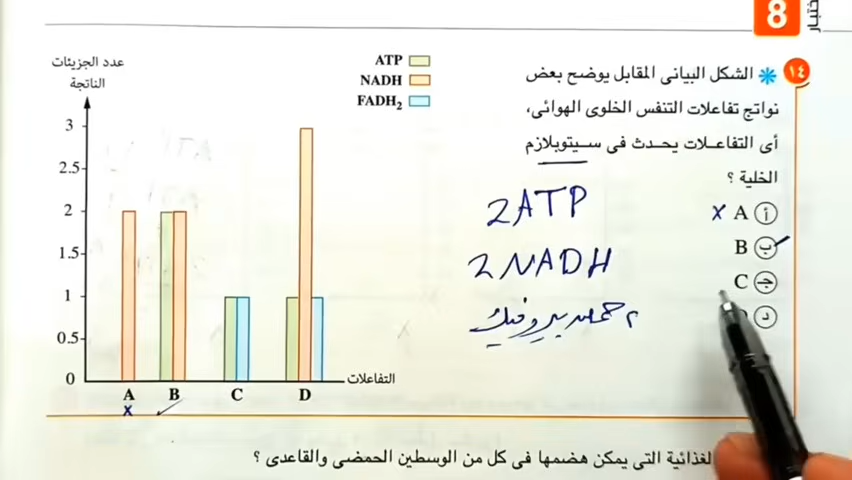 اختبار
8
١٤ الشكل البيانى المقابل يوضح بعض
نواتج تفاعلات التنفس الخلوى الهوائى،
أى التفاعلات يحدث فى سيتوبلازم
الخلية ؟
أ A x
ب B
ج C
د
2ATP
2NADH
٢ حمض بيروفيك
عدد الجزيئات
الناتجة
ATP
NADH
FADH₂
3
2.5
2
1.5
1
0.5
0
A B C D
التفاعلات
x ✓
لغذائية التى يمكن هضمها فى كل من الوسطين الحمضى والقاعدى ؟